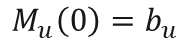 $M_u(0) = b_u$